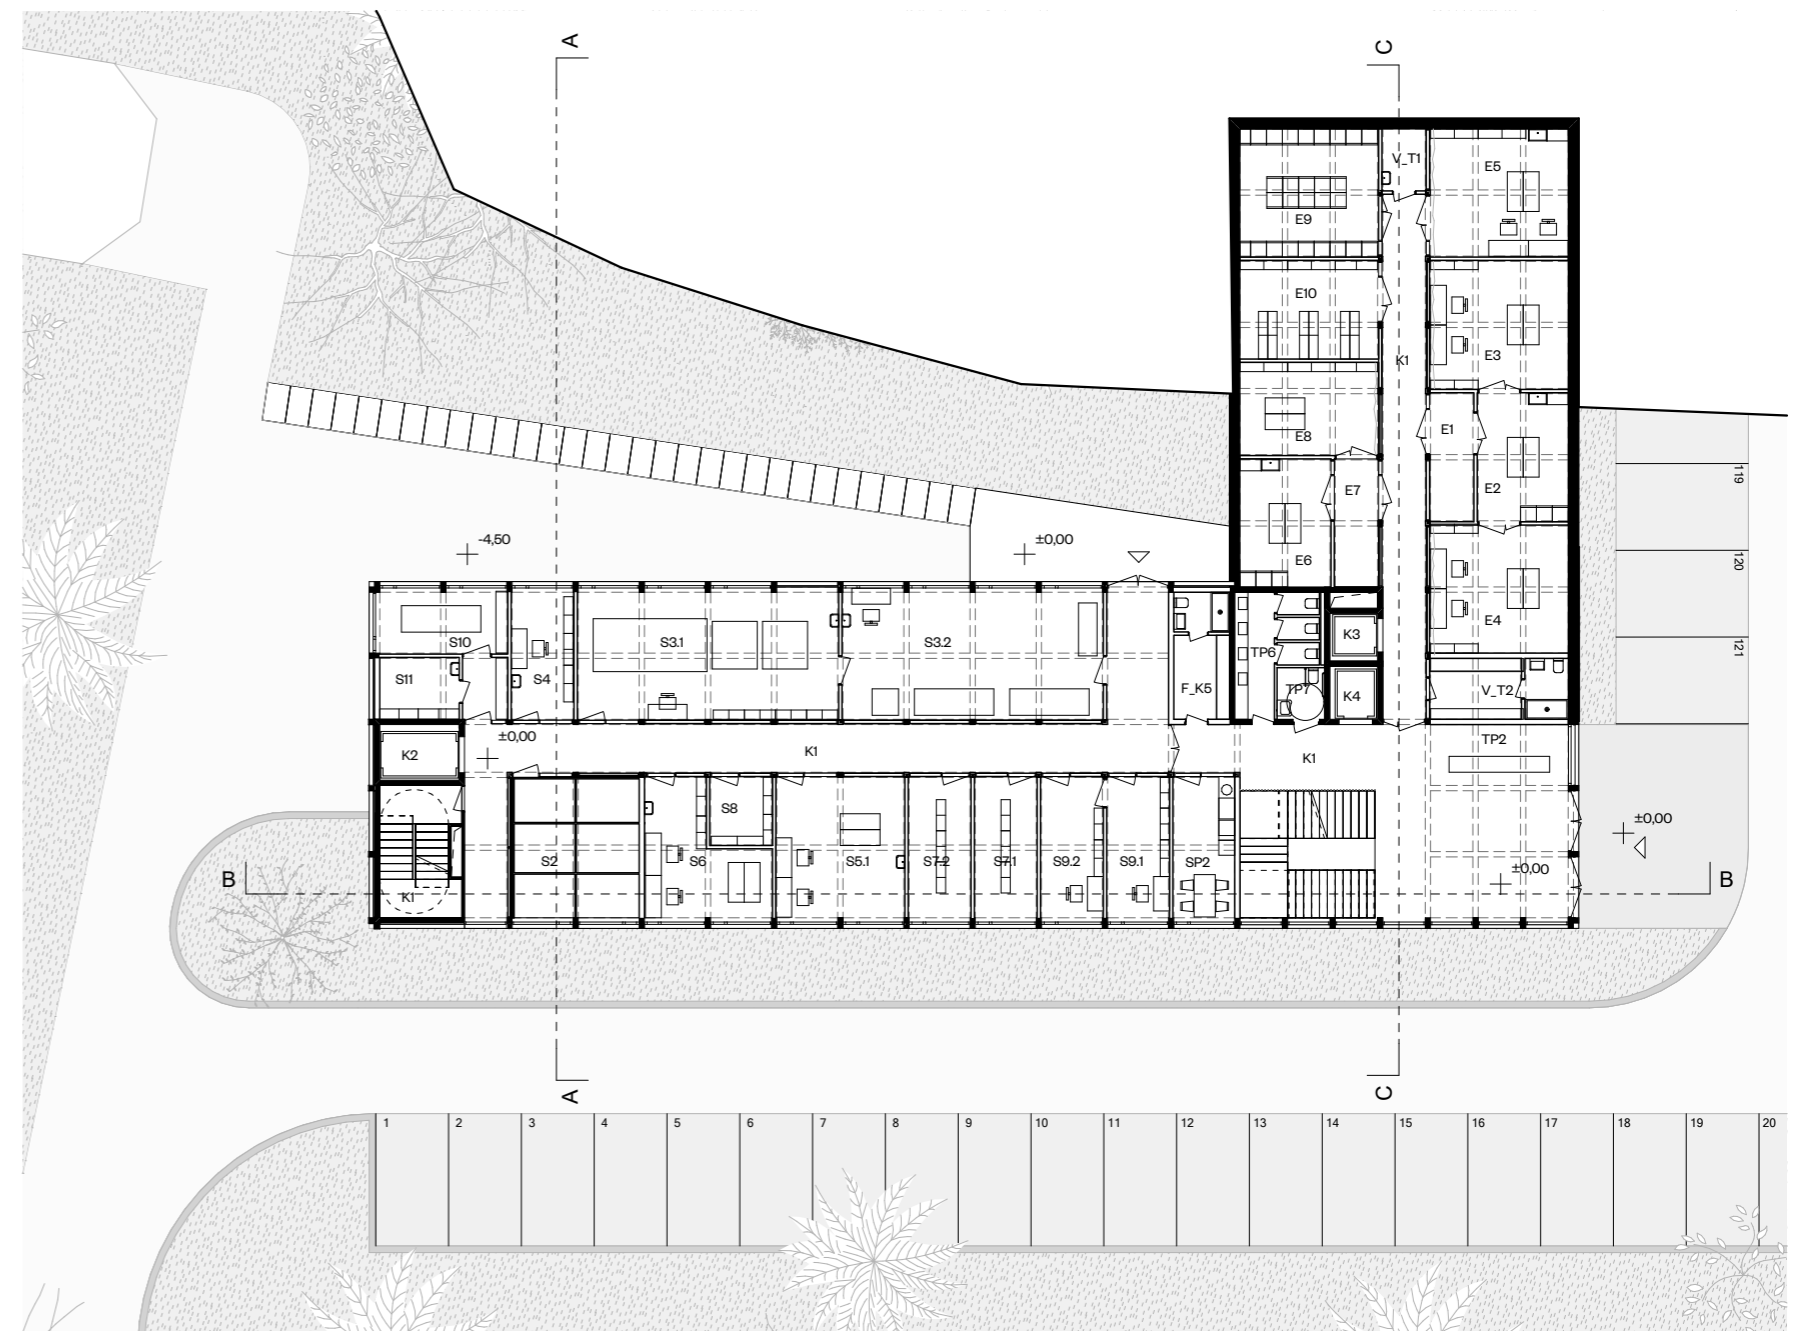 A
C
V_T1
E5
E9
E10
E3
K1
E8
E1
E7
E2
119
-4,50
±0,00
E6
120
E4
K3
S10
S3.1
S3.2
TP6
121
S11
S4
F_K5
TP7
K4
V_T2
±0,00
TP2
K2
K1
K1
S8
±0,00
S2
S6
S5.1
S7.2
S7.1
S9.2
S9.1
SP2
±0,00
B
B
K1
A
C
1
2
3
4
5
6
7
8
9
10
11
12
13
14
15
16
17
18
19
20